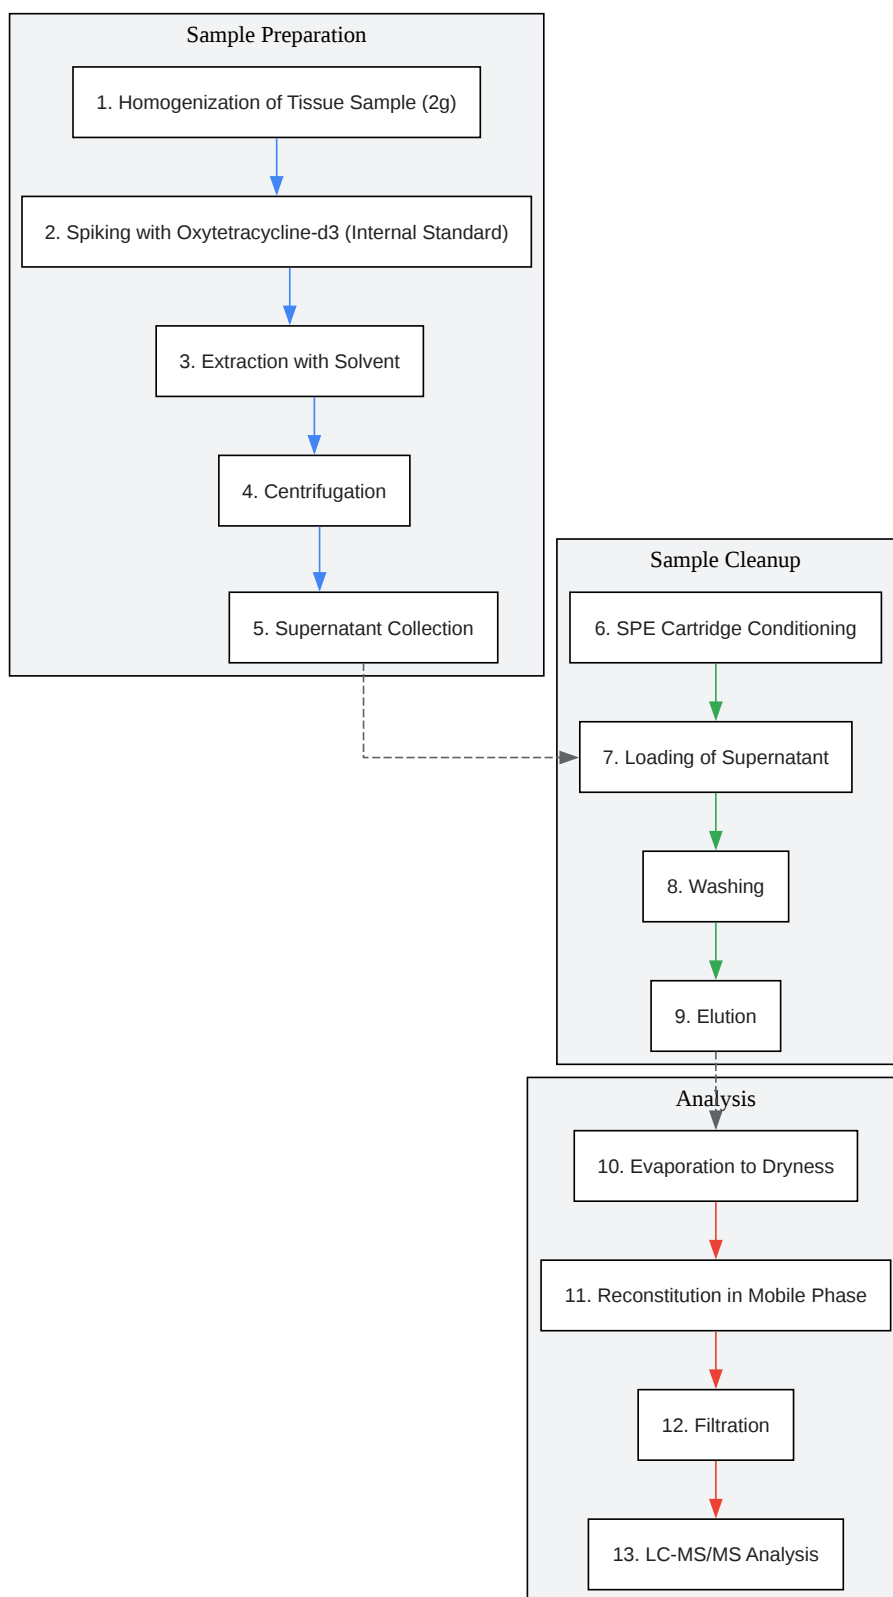 Sample Preparation
1. Homogenization of Tissue Sample (2g)
2. Spiking with Oxytetracycline-d3 (Internal Standard)
3. Extraction with Solvent
4. Centrifugation
5. Supernatant Collection
Sample Cleanup
6. SPE Cartridge Conditioning
7. Loading of Supernatant
8. Washing
9. Elution
Analysis
10. Evaporation to Dryness
11. Reconstitution in Mobile Phase
12. Filtration
13. LC-MS/MS Analysis